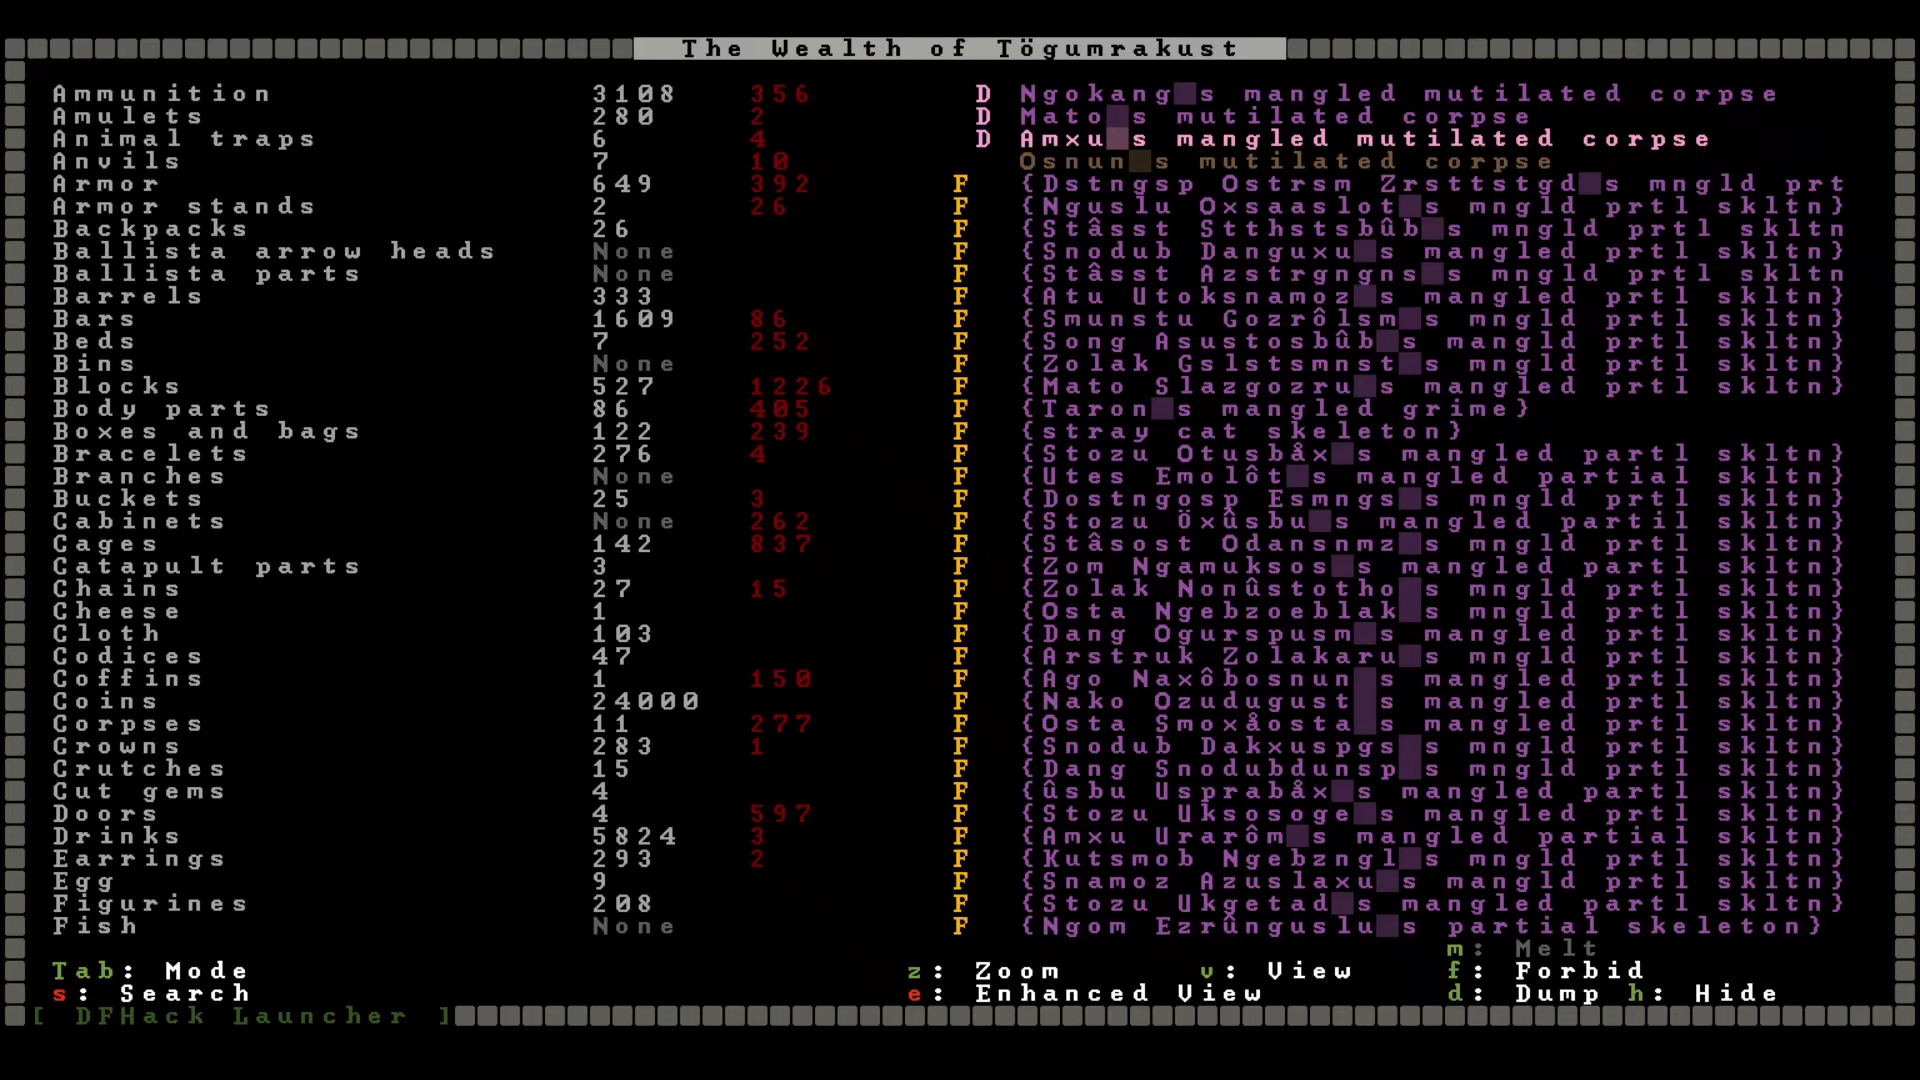 The Wealth of Tögumrakust
Ammunition 3108 356
Amulets 280 2
Animal traps 6 4
Anvils 7 10
Armor 649 392
Armor stands 2 26
Backpacks 26
Ballista arrow heads None
Ballista parts None
Barrels 333
Bars 1609 86
Beds 7 252
Bins None
Blocks 527 1226
Body parts 86 405
Boxes and bags 122 239
Bracelets 276 4
Branches None
Buckets 25 3
Cabinets None 262
Cages 142 837
Catapult parts 3
Chains 27 15
Cheese 1
Cloth 103
Codices 47
Coffins 1 150
Coins 24000
Corpses 11 277
Crowns 283 1
Crutches 15
Cut gems 4
Doors 4 597
Drinks 5824 3
Earrings 293 2
Egg 9
Figurines 208
Fish None
D Ngokang s mangled mutilated corpse
D Mato s mutilated corpse
D Amxu s mangled mutilated corpse
Osnun s mutilated corpse
F {Dstngsp Ostrsm Zrsttstgd s mngld prt
F {Nguslu Oxsaaslot s mngld prtl skltn}
F {Stâsst Stthstsbûb s mngld prtl skltn
F {Snodub Danguxu s mangled prtl skltn}
F {Stâsst Azstrgngns s mngld prtl skltn
F {Atu Utoksnamoz s mangled prtl skltn}
F {Smunstu Gozrôlsm s mngld prtl skltn}
F {Song Asustosbûb s mangld prtl skltn}
F {Zolak Gslstsmnst s mngld prtl skltn}
F {Mato Slazgozru s mangled prtl skltn}
F {Taron s mangled grime}
F {stray cat skeleton}
F {Stozu Otusbåx s mangled partl skltn}
F {Utes Emolôt s mangled partial skltn}
F {Dostngosp Esmngs s mngld prtl skltn}
F {Stozu Öxûsbu s mangled partil skltn}
F {Stâsost Odansnmz s mngld prtl skltn}
F {Zom Ngamuksos s mangled partl skltn}
F {Zolak Nonûstotho s mngld prtl skltn}
F {Osta Ngebzoeblak s mngld prtl skltn}
F {Dang Ogurspusm s mangled prtl skltn}
F {Arstruk Zolakaru s mngld prtl skltn}
F {Ago Naxôbosnun s mangled prtl skltn}
F {Nako Ozudugust s mangled prtl skltn}
F {Osta Smoxåosta s mangled prtl skltn}
F {Snodub Dakxuspgs s mngld prtl skltn}
F {Dang Snodubdunsp s mngld prtl skltn}
F {ûsbu Usprabåx s mangled partl skltn}
F {Stozu Uksosoge s mangled prtl skltn}
F {Amxu Urarôm s mangled partial skltn}
F {Kutsmob Ngebzngl s mngld prtl skltn}
F {Snamoz Azuslaxu s mangld prtl skltn}
F {Stozu Ukgetad s mangled partl skltn}
F {Ngom Ezrûnguslu s partial skeleton}
m: Melt
Tab: Mode z: Zoom v: View f: Forbid
s: Search e: Enhanced View d: Dump h: Hide
[ DFHack Launcher ]